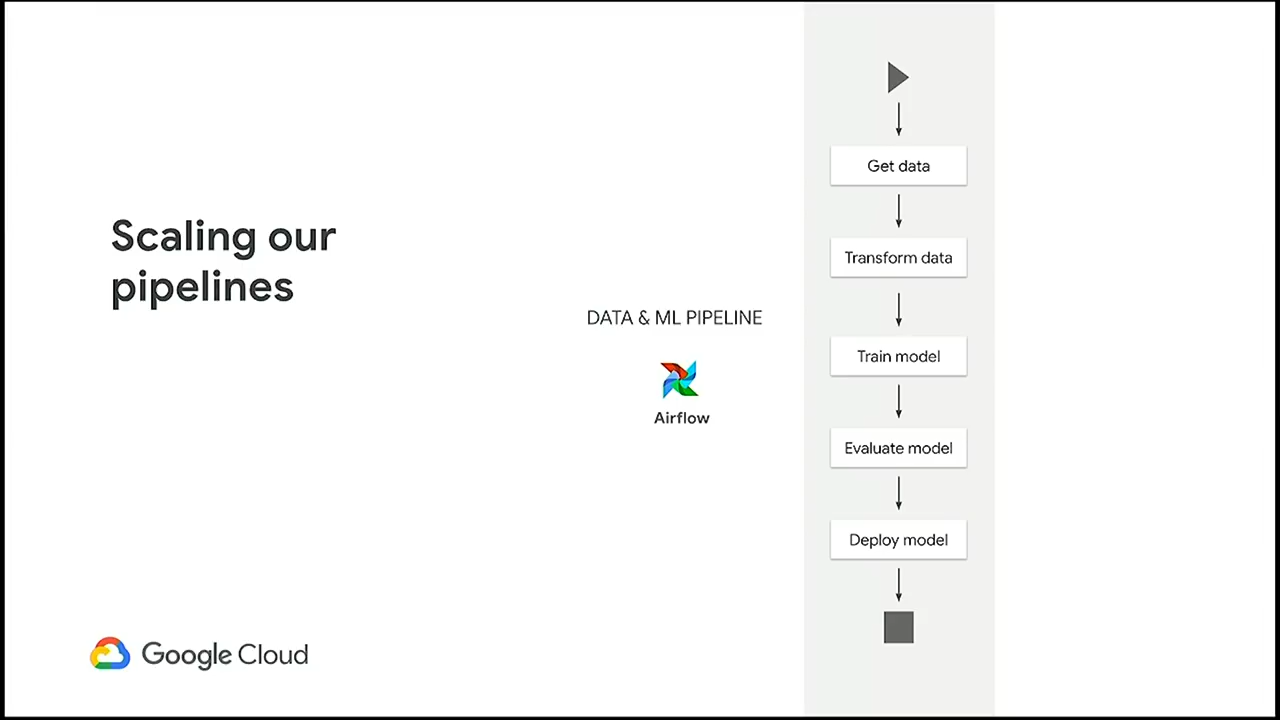 Scaling our
pipelines
DATA & ML PIPELINE
Airflow
Get data
Transform data
Train model
Evaluate model
Deploy model
Google Cloud